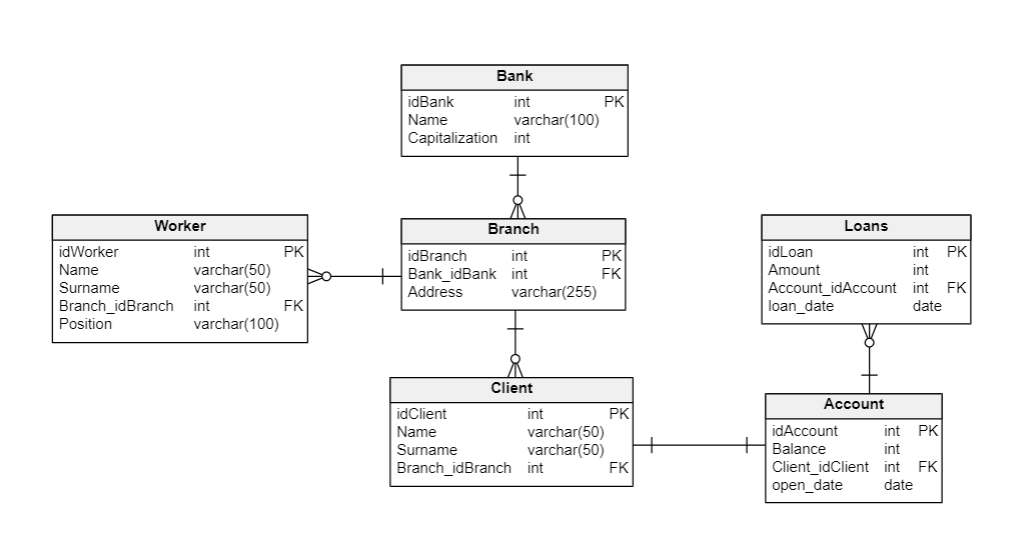 Bank
idBank int PK
Name varchar(100)
Capitalization int
Worker
idWorker int PK
Name varchar(50)
Surname varchar(50)
Branch_idBranch int FK
Position varchar(100)
Branch
idBranch int PK
Bank_idBank int FK
Address varchar(255)
Loans
idLoan int PK
Amount int
Account_idAccount int FK
loan_date date
Client
idClient int PK
Name varchar(50)
Surname varchar(50)
Branch_idBranch int FK
Account
idAccount int PK
Balance int
Client_idClient int FK
open_date date